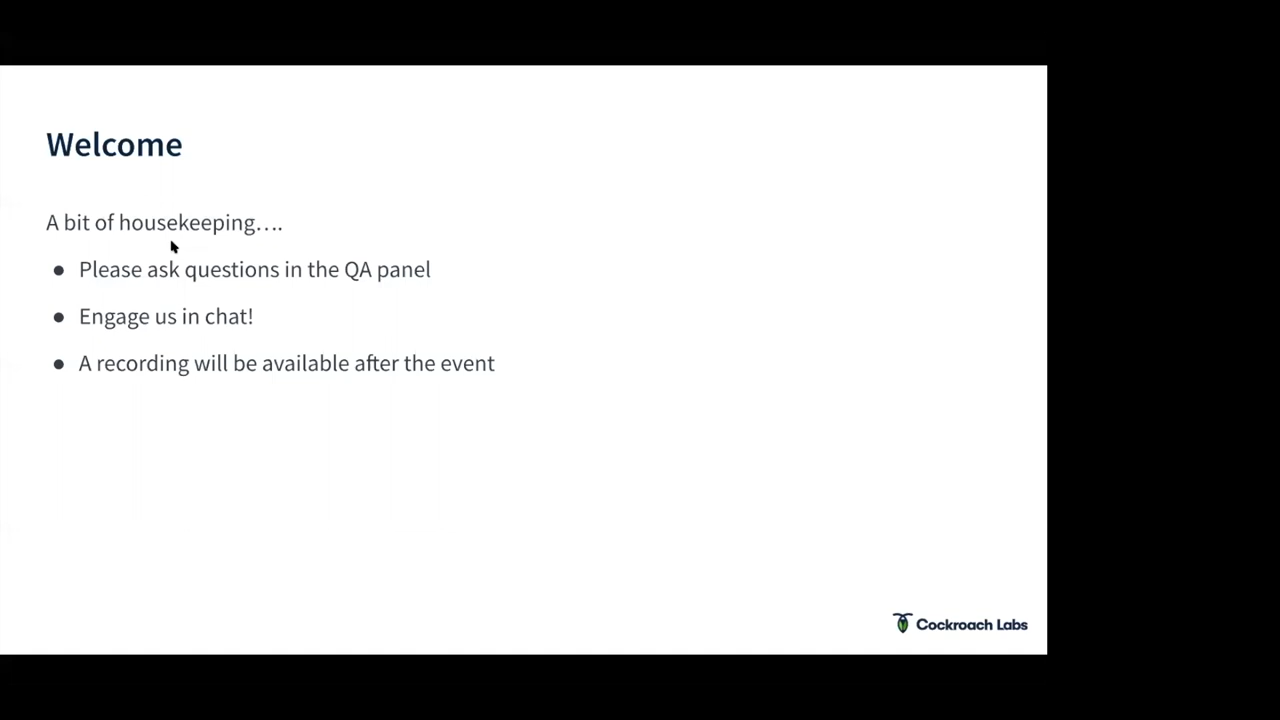 Welcome
A bit of housekeeping....
● Please ask questions in the QA panel
● Engage us in chat!
● A recording will be available after the event
Cockroach Labs